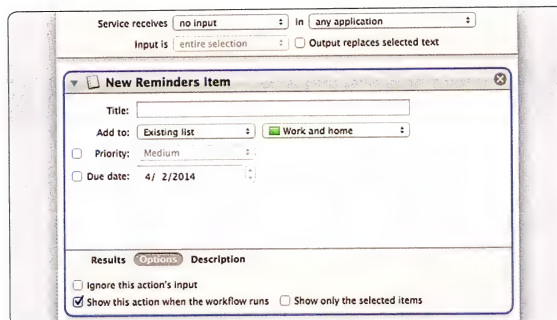 Service receives no input in any application
Input is entire selection Output replaces selected text
New Reminders Item
Title:
Add to: Existing list Work and home
Priority: Medium
Due date: 4/ 2/2014
Results Options Description
Ignore this action's input
Show this action when the workflow runs Show only the selected items